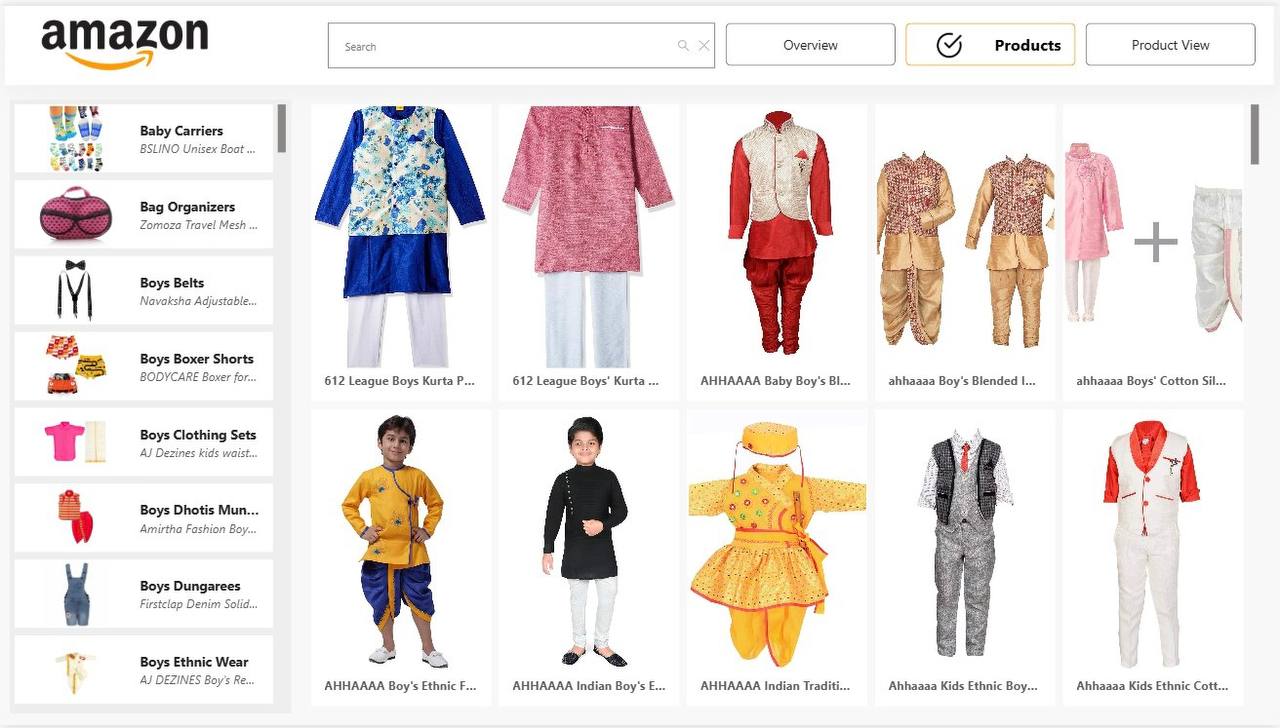 amazon
Search
Overview
Products
Product View
Baby Carriers
BSLINO Unisex Boat ...
Bag Organizers
Zomoza Travel Mesh ...
Boys Belts
Navaksha Adjustable...
Boys Boxer Shorts
BODYCARE Boxer for...
Boys Clothing Sets
AJ Dezines kids waist...
Boys Dhotis Mun...
Amirtha Fashion Boy...
Boys Dungarees
Firstclap Denim Solid...
Boys Ethnic Wear
AJ DEZINES Boy's Re...
612 League Boys Kurta P...
612 League Boys' Kurta ...
AHHAAAA Baby Boy's Bl...
ahhaaaa Boy's Blended I...
ahhaaaa Boys' Cotton Sil...
AHHAAAA Boy's Ethnic F...
AHHAAAA Indian Boy's E...
AHHAAAA Indian Traditi...
Ahhaaaa Kids Ethnic Boy...
Ahhaaaa Kids Ethnic Cott...